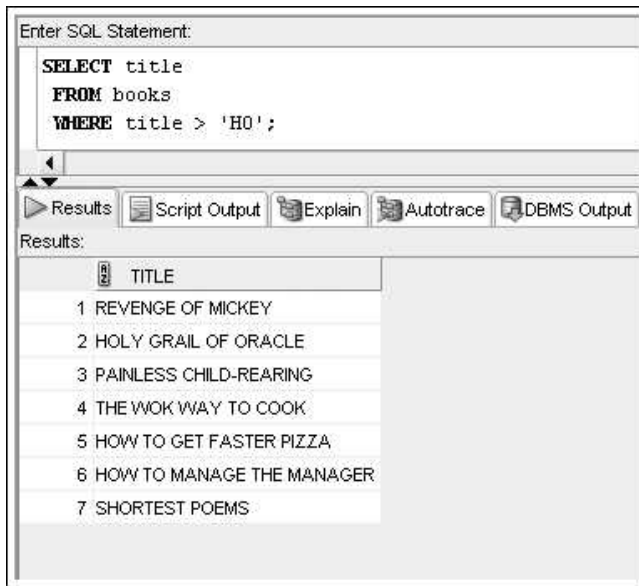 Enter SQL Statement:
SELECT title
FROM books
WHERE title > 'HO';
Results Script Output Explain Autotrace DBMS Output
Results:
TITLE
1 REVENGE OF MICKEY
2 HOLY GRAIL OF ORACLE
3 PAINLESS CHILD-REARING
4 THE WOK WAY TO COOK
5 HOW TO GET FASTER PIZZA
6 HOW TO MANAGE THE MANAGER
7 SHORTEST POEMS